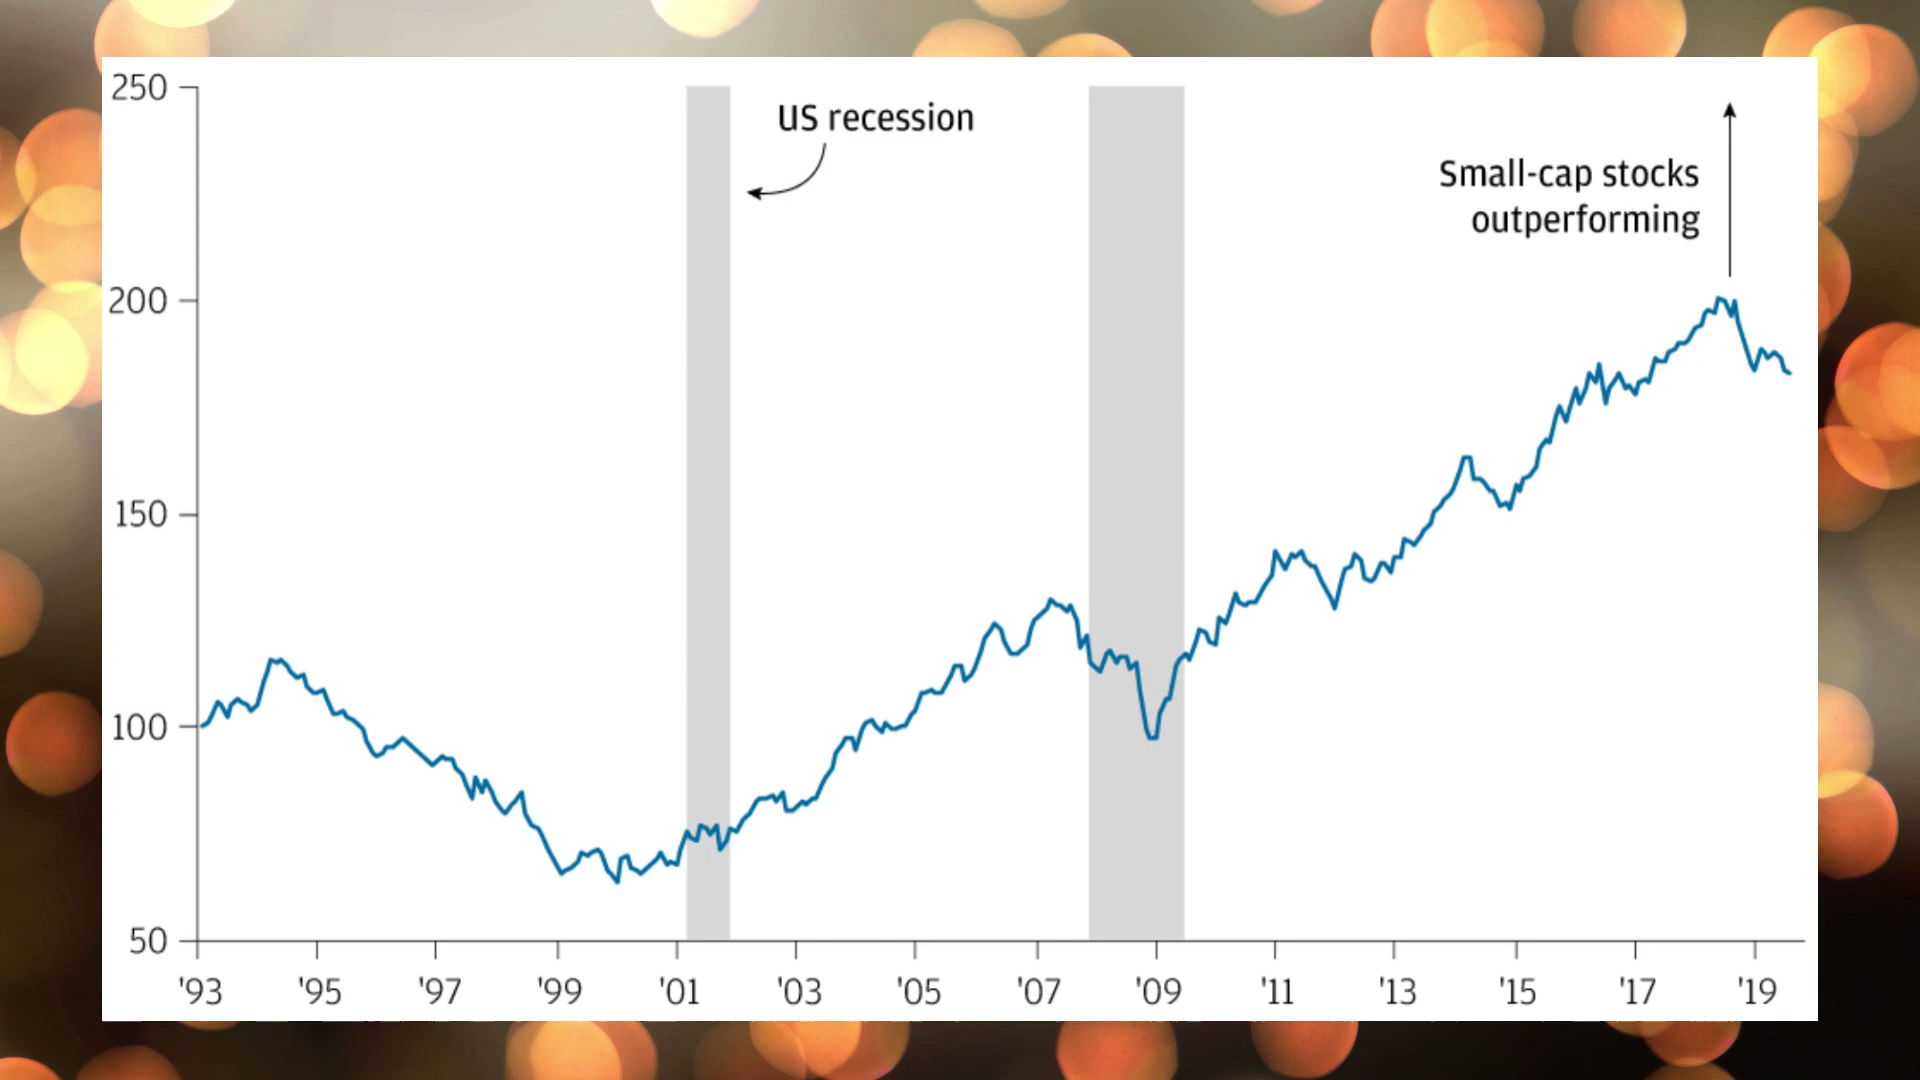 250
US recession
Small-cap stocks
outperforming
200
150
100
50
'93 '95 '97 '99 '01 '03 '05 '07 '09 '11 '13 '15 '17 '19